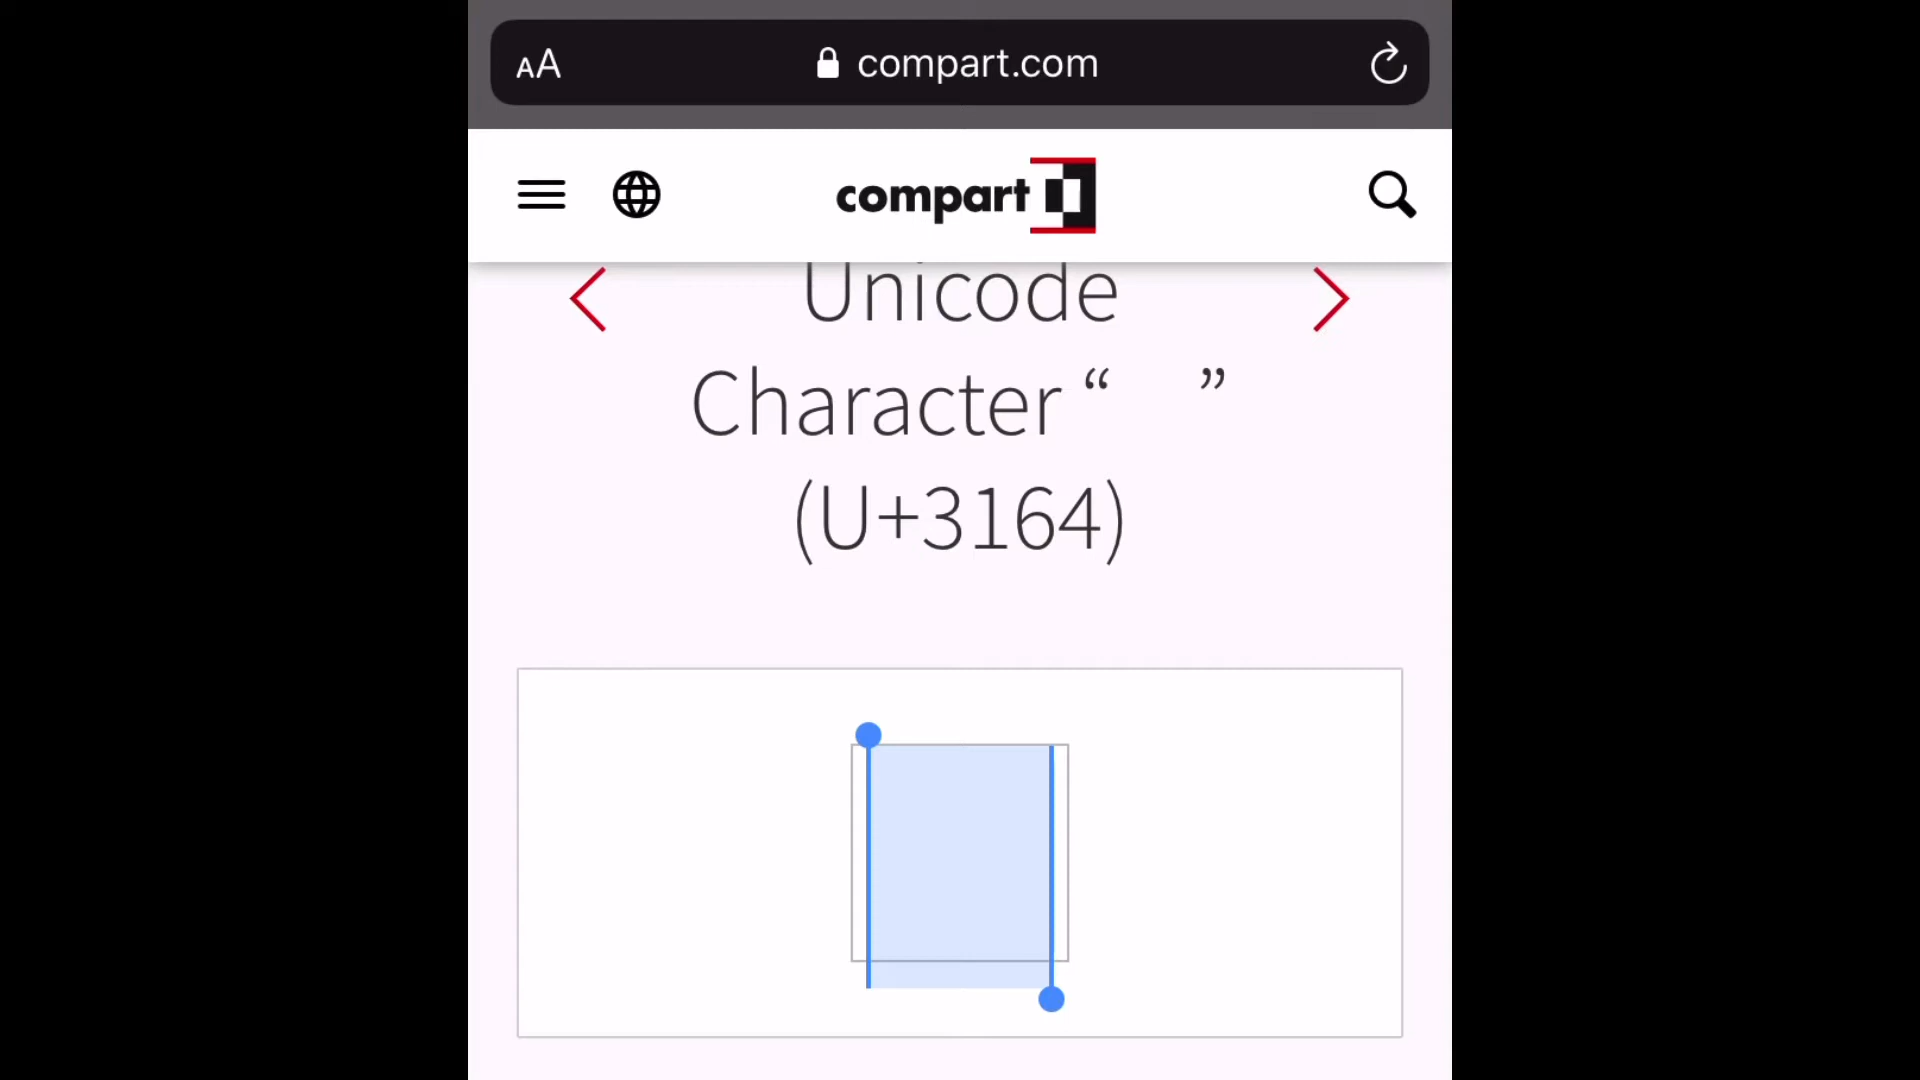 AA compart.com
compart
Unicode
Character “ㅤ”
(U+3164)